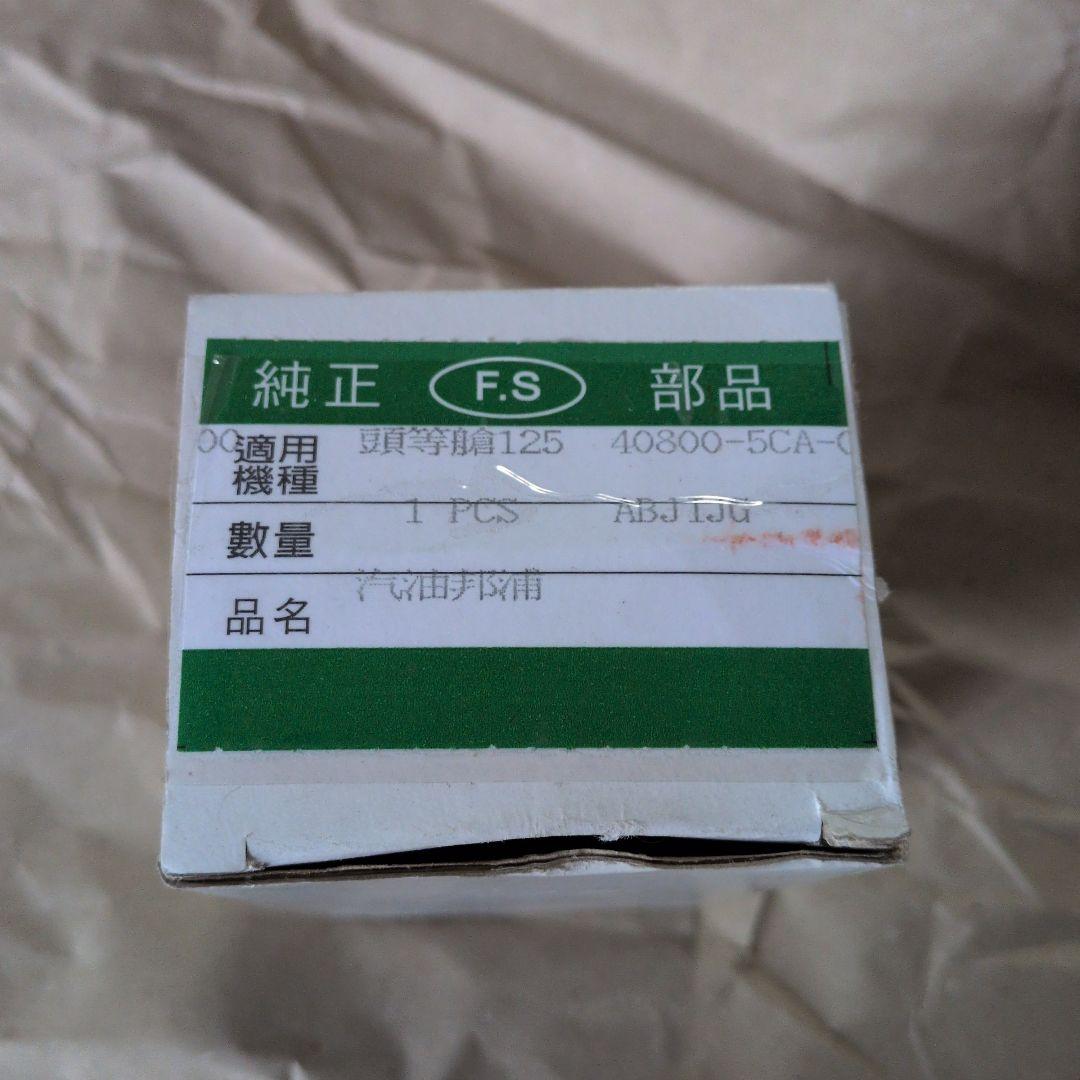 純正 F.S 部品
00 適用機種 頭等艙125 40800-5CA-
數量 1 PCS ABJ1JG
品名 汽油邦浦